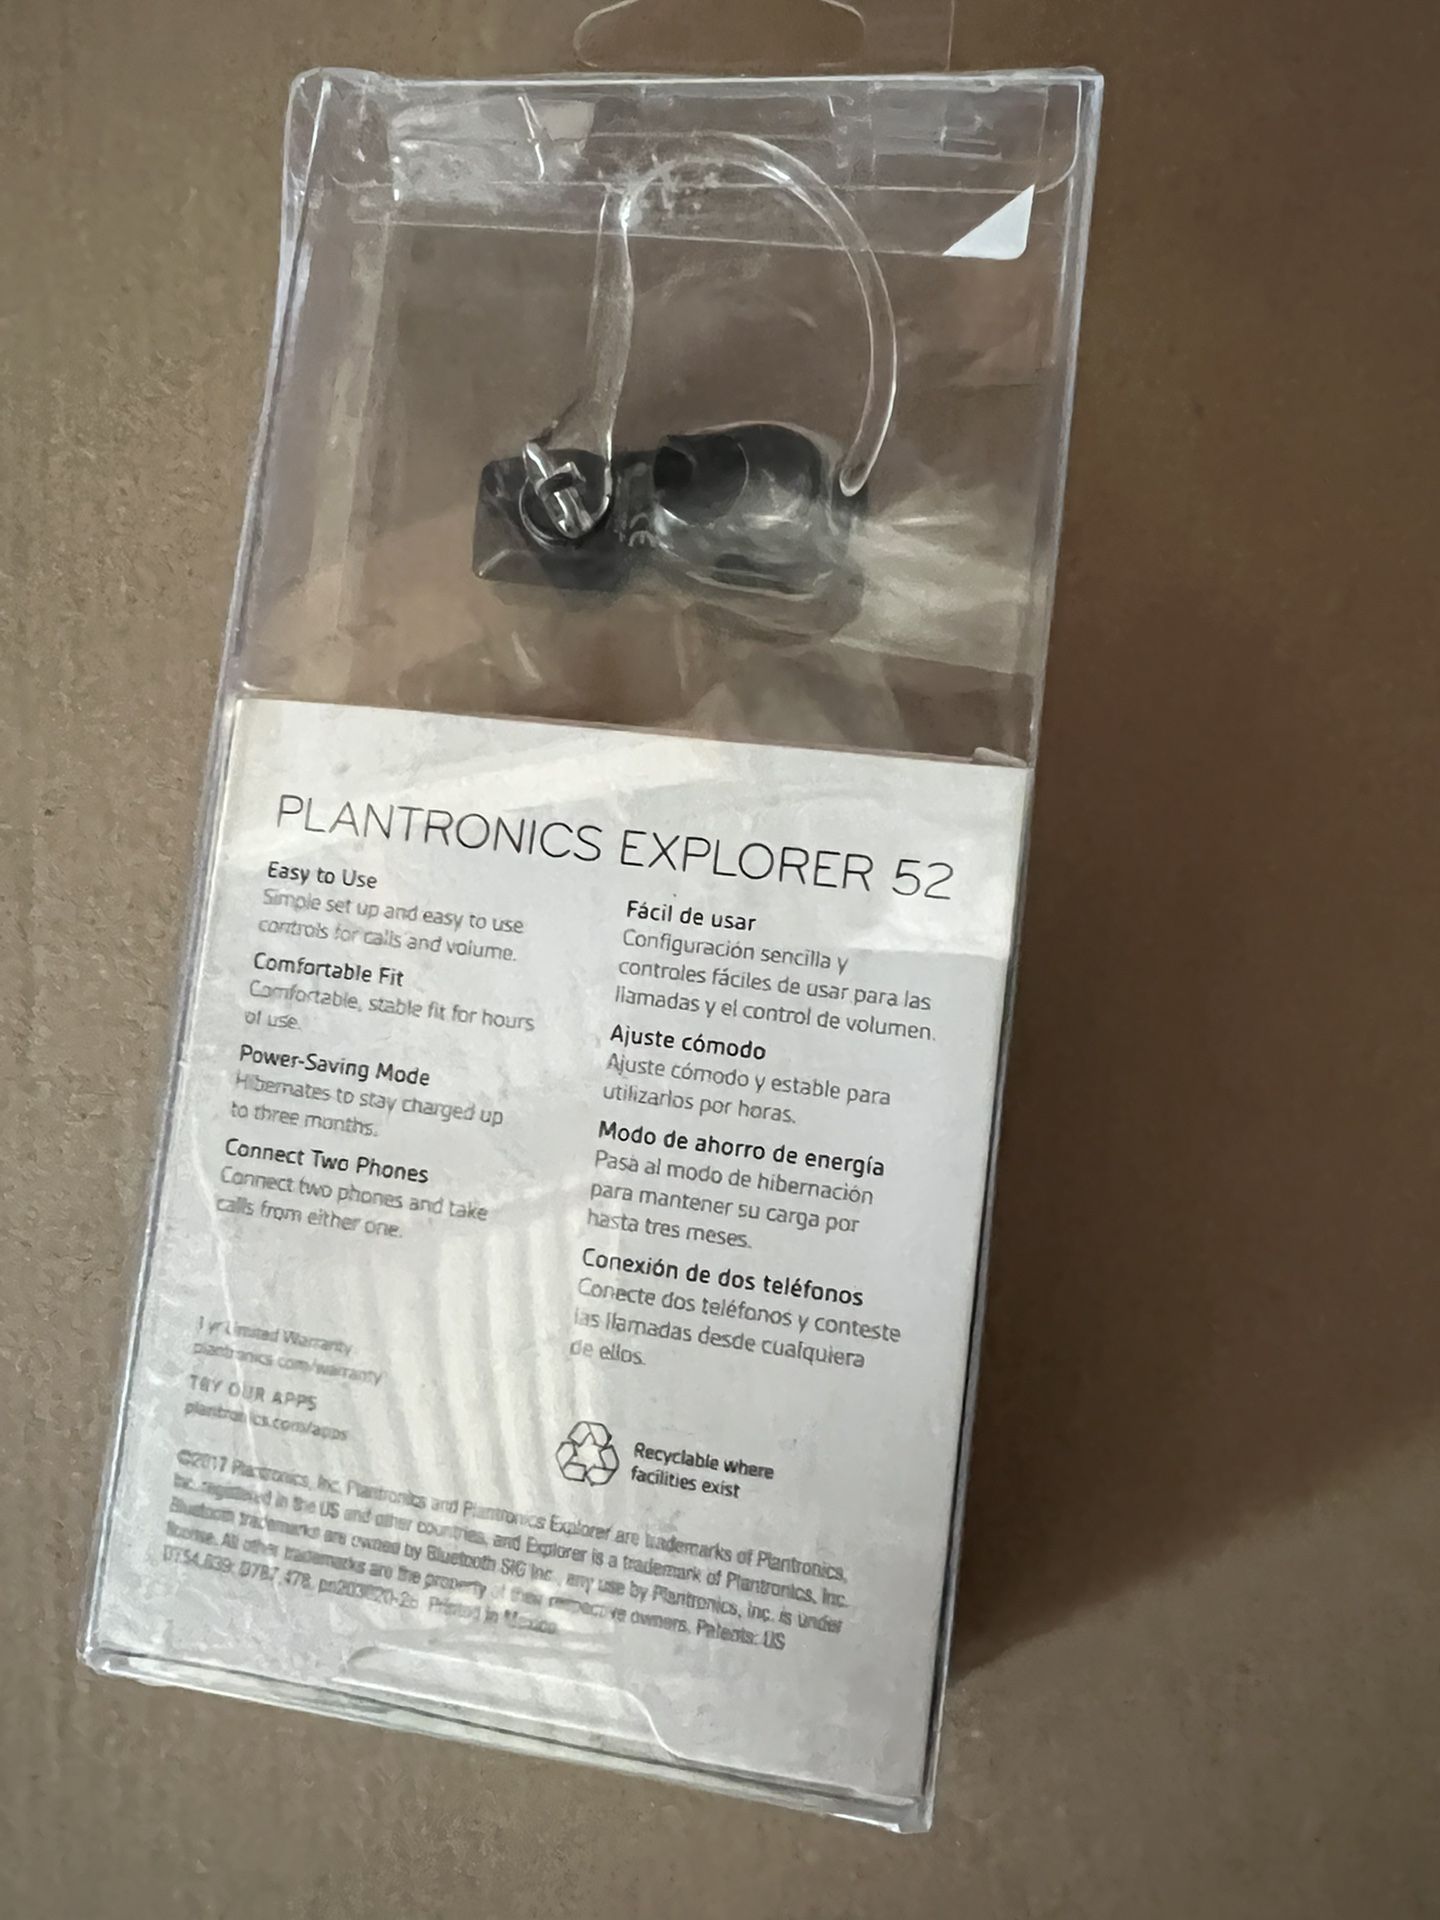 PLANTRONICS EXPLORER 52
Easy to Use
Simple set up and easy to use
controls for calls and volume.
Comfortable Fit
Comfortable, stable fit for hours
of use.
Power-Saving Mode
Hibernates to stay charged up
to three months.
Connect Two Phones
Connect two phones and take
calls from either one.
Fácil de usar
Configuración sencilla y
controles fáciles de usar para las
llamadas y el control de volumen.
Ajuste cómodo
Ajuste cómodo y estable para
utilizarlos por horas.
Modo de ahorro de energía
Pasa al modo de hibernación
para mantener su carga por
hasta tres meses.
Conexión de dos teléfonos
Conecte dos teléfonos y conteste
las llamadas desde cualquiera
de ellos.
1 yr Limited Warranty
plantronics.com/warranty
TRY OUR APPS
plantronics.com/apps
Recyclable where
facilities exist
©2017 Plantronics, Inc. Plantronics and Plantronics Explorer are trademarks of Plantronics,
Inc. registered in the US and other countries, and Explorer is a trademark of Plantronics, Inc.
Bluetooth trademarks are owned by Bluetooth SIG Inc., any use by Plantronics, Inc. is under
license. All other trademarks are the property of their respective owners. Patents: US
Printed in Mexico